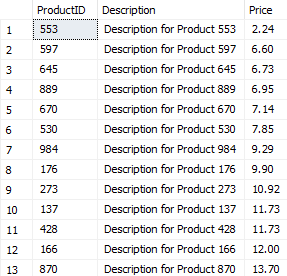 ProductID Description Price
1 553 Description for Product 553 2.24
2 597 Description for Product 597 6.60
3 645 Description for Product 645 6.73
4 889 Description for Product 889 6.95
5 670 Description for Product 670 7.14
6 530 Description for Product 530 7.85
7 984 Description for Product 984 9.29
8 176 Description for Product 176 9.90
9 273 Description for Product 273 10.92
10 137 Description for Product 137 11.73
11 428 Description for Product 428 11.73
12 166 Description for Product 166 12.00
13 870 Description for Product 870 13.70